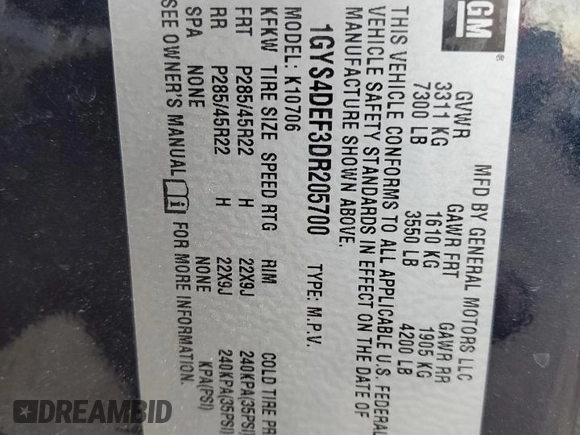 GM®
MFD BY GENERAL MOTORS LLC
GVWR GAWR FRT GAWR RR
3311 KG 1610 KG 1905 KG
7300 LB 3550 LB 4200 LB
THIS VEHICLE CONFORMS TO ALL APPLICABLE U.S. FEDERAL
VEHICLE SAFETY STANDARDS IN EFFECT ON THE DATE OF
MANUFACTURE SHOWN ABOVE.
1GYS4DEF3DR205700 TYPE: M.P.V.
MODEL: K10706
KFKW TIRE SIZE SPEED RTG RIM COLD TIRE PR
FRT P285/45R22 H 22X9J 240KPA(35PSI)
RR P285/45R22 H 22X9J 240KPA(35PSI)
SPA NONE NONE KPA(PSI)
SEE OWNER'S MANUAL FOR MORE INFORMATION.
DREAMBID